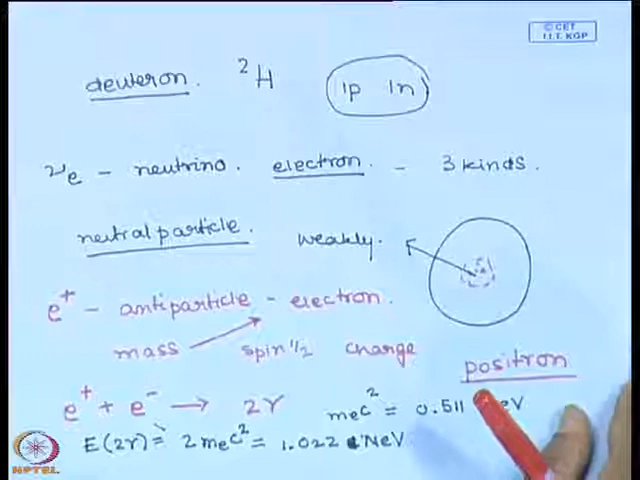 © CET
I.I.T. KGP
deuteron. ²H 1p 1n
νe - neutrino. electron. - 3 kinds.
neutral particle. weakly.
e⁺ - antiparticle - electron.
mass spin 1/2 charge
positron
e⁺ + e⁻ → 2γ mec² = 0.511 eV
E(2γ) = 2mec² = 1.022 MeV
NPTEL